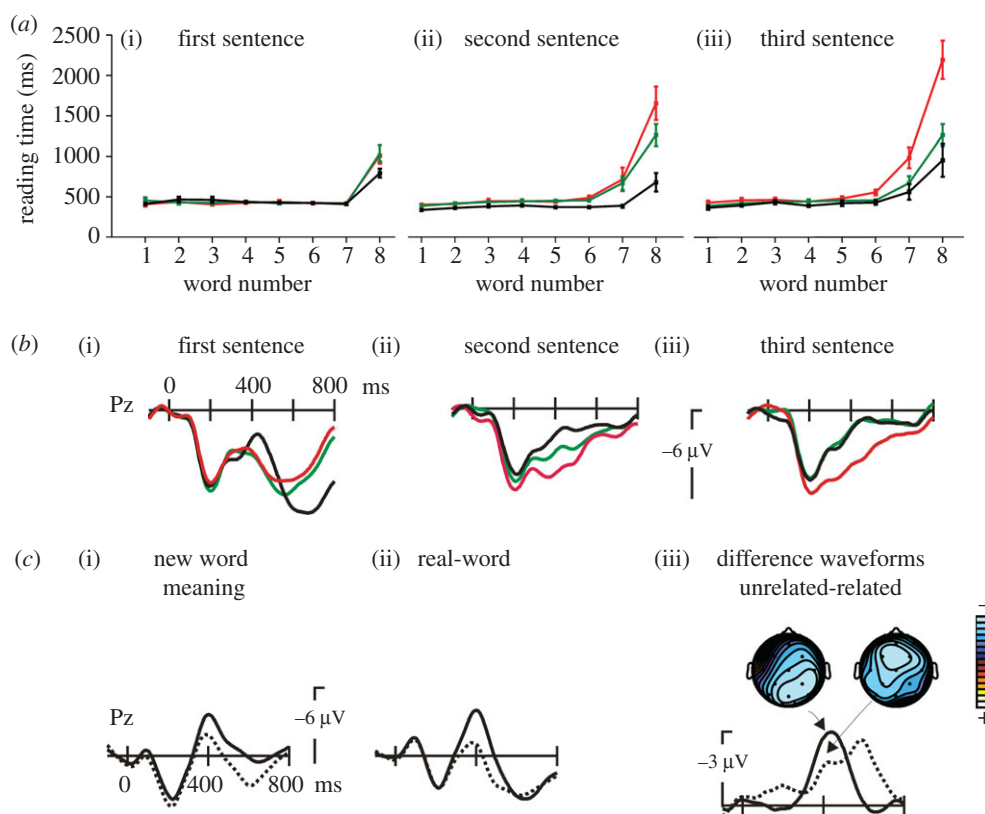 (a)
(i) first sentence
(ii) second sentence
(iii) third sentence
reading time (ms)
2500
2000
1500
1000
500
0
1 2 3 4 5 6 7 8
1 2 3 4 5 6 7 8
1 2 3 4 5 6 7 8
word number
word number
word number
(b)
(i) first sentence
(ii) second sentence
(iii) third sentence
0 400 800 ms
Pz
–6 µV
(c)
(i) new word
meaning
(ii) real-word
(iii) difference waveforms
unrelated-related
–
+
Pz
–6 µV
0 400 800 ms
–3 µV